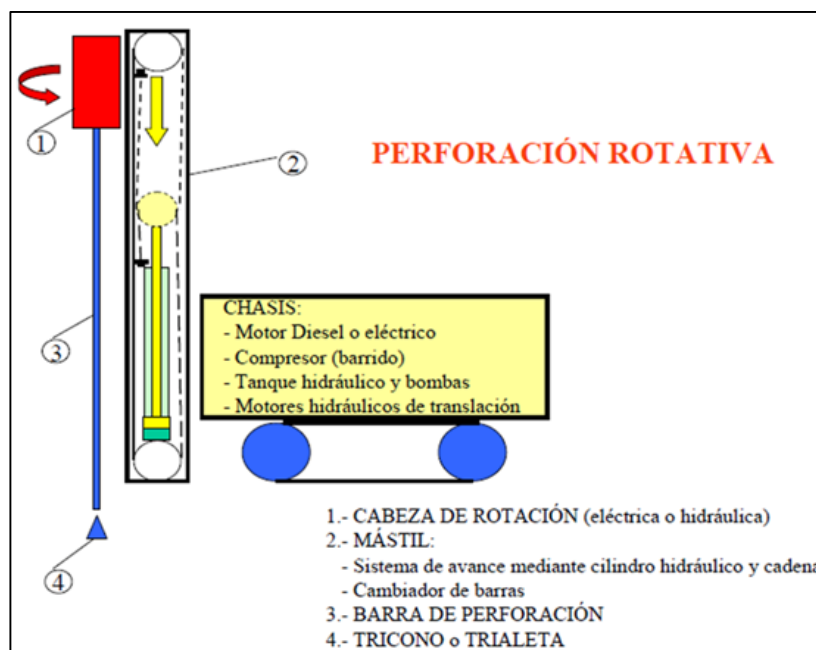 PERFORACIÓN ROTATIVA
1
2
3
4
CHASIS:
- Motor Diesel o eléctrico
- Compresor (barrido)
- Tanque hidráulico y bombas
- Motores hidráulicos de translación
1.- CABEZA DE ROTACIÓN (eléctrica o hidráulica)
2.- MÁSTIL:
- Sistema de avance mediante cilindro hidráulico y cadena
- Cambiador de barras
3.- BARRA DE PERFORACIÓN
4.- TRICONO o TRIALETA